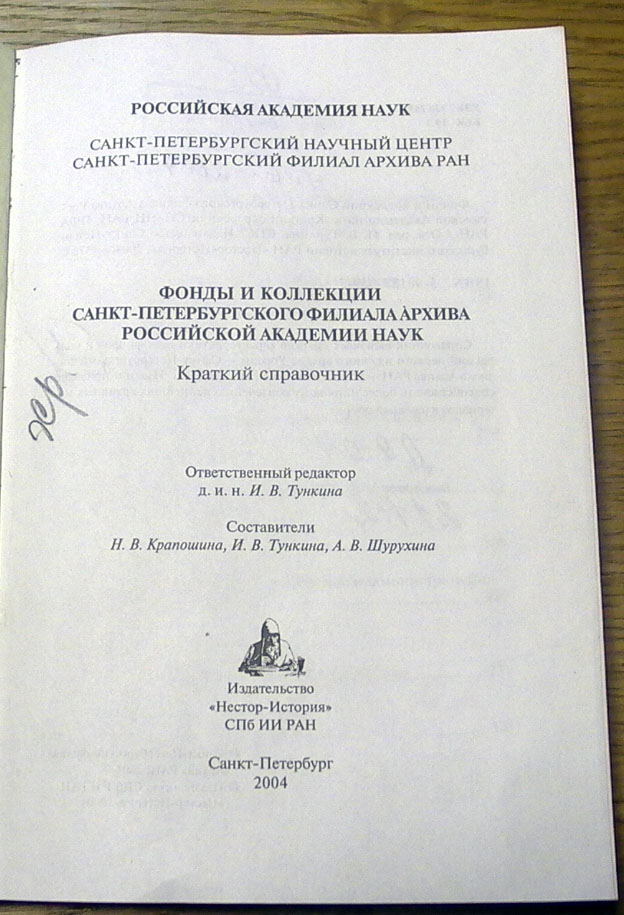 РОССИЙСКАЯ АКАДЕМИЯ НАУК
САНКТ-ПЕТЕРБУРГСКИЙ НАУЧНЫЙ ЦЕНТР
САНКТ-ПЕТЕРБУРГСКИЙ ФИЛИАЛ АРХИВА РАН
ФОНДЫ И КОЛЛЕКЦИИ
САНКТ-ПЕТЕРБУРГСКОГО ФИЛИАЛА АРХИВА
РОССИЙСКОЙ АКАДЕМИИ НАУК
Краткий справочник
Ответственный редактор
д. и. н. И. В. Тункина
Составители
Н. В. Крапошина, И. В. Тункина, А. В. Шурухина
Издательство
«Нестор-История»
СПб ИИ РАН
Санкт-Петербург
2004